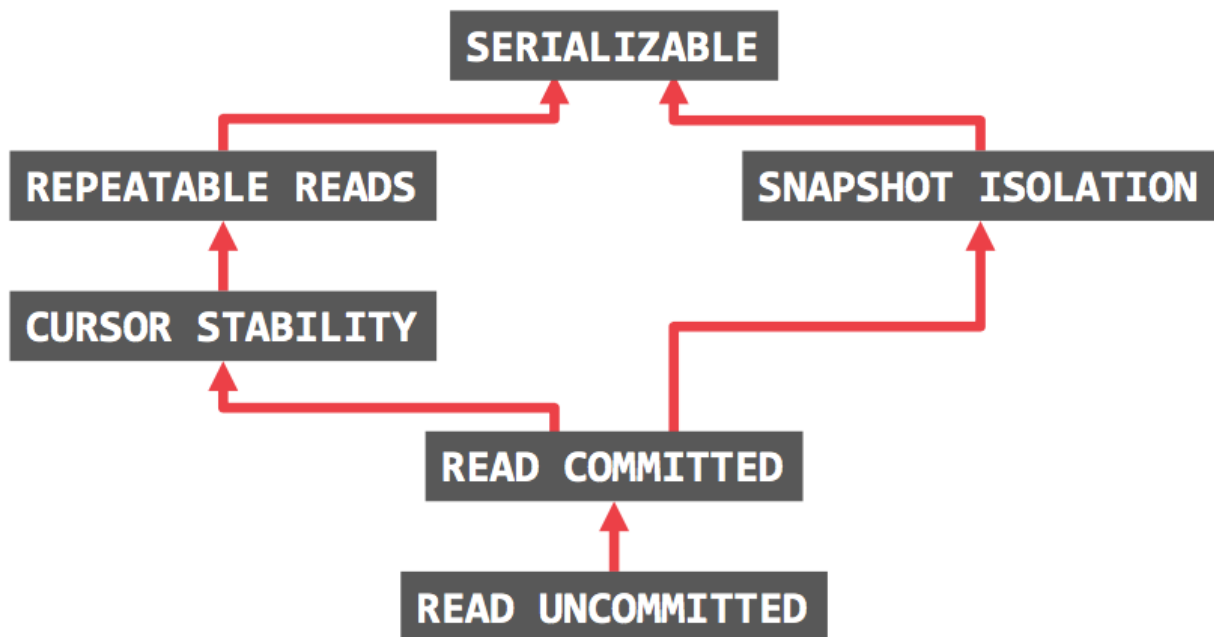 SERIALIZABLE
REPEATABLE READS
SNAPSHOT ISOLATION
CURSOR STABILITY
READ COMMITTED
READ UNCOMMITTED